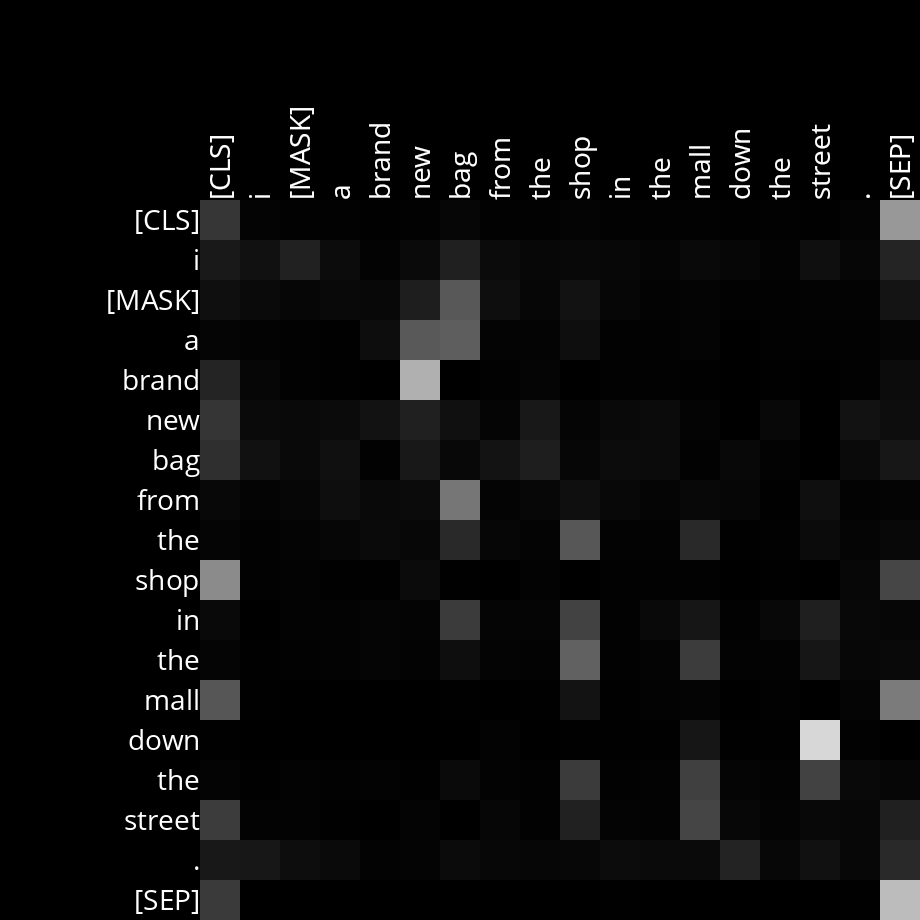 [CLS] i [MASK] a brand new bag from the shop in the mall down the street . [SEP]
[CLS]
i
[MASK]
a
brand
new
bag
from
the
shop
in
the
mall
down
the
street
.
[SEP]